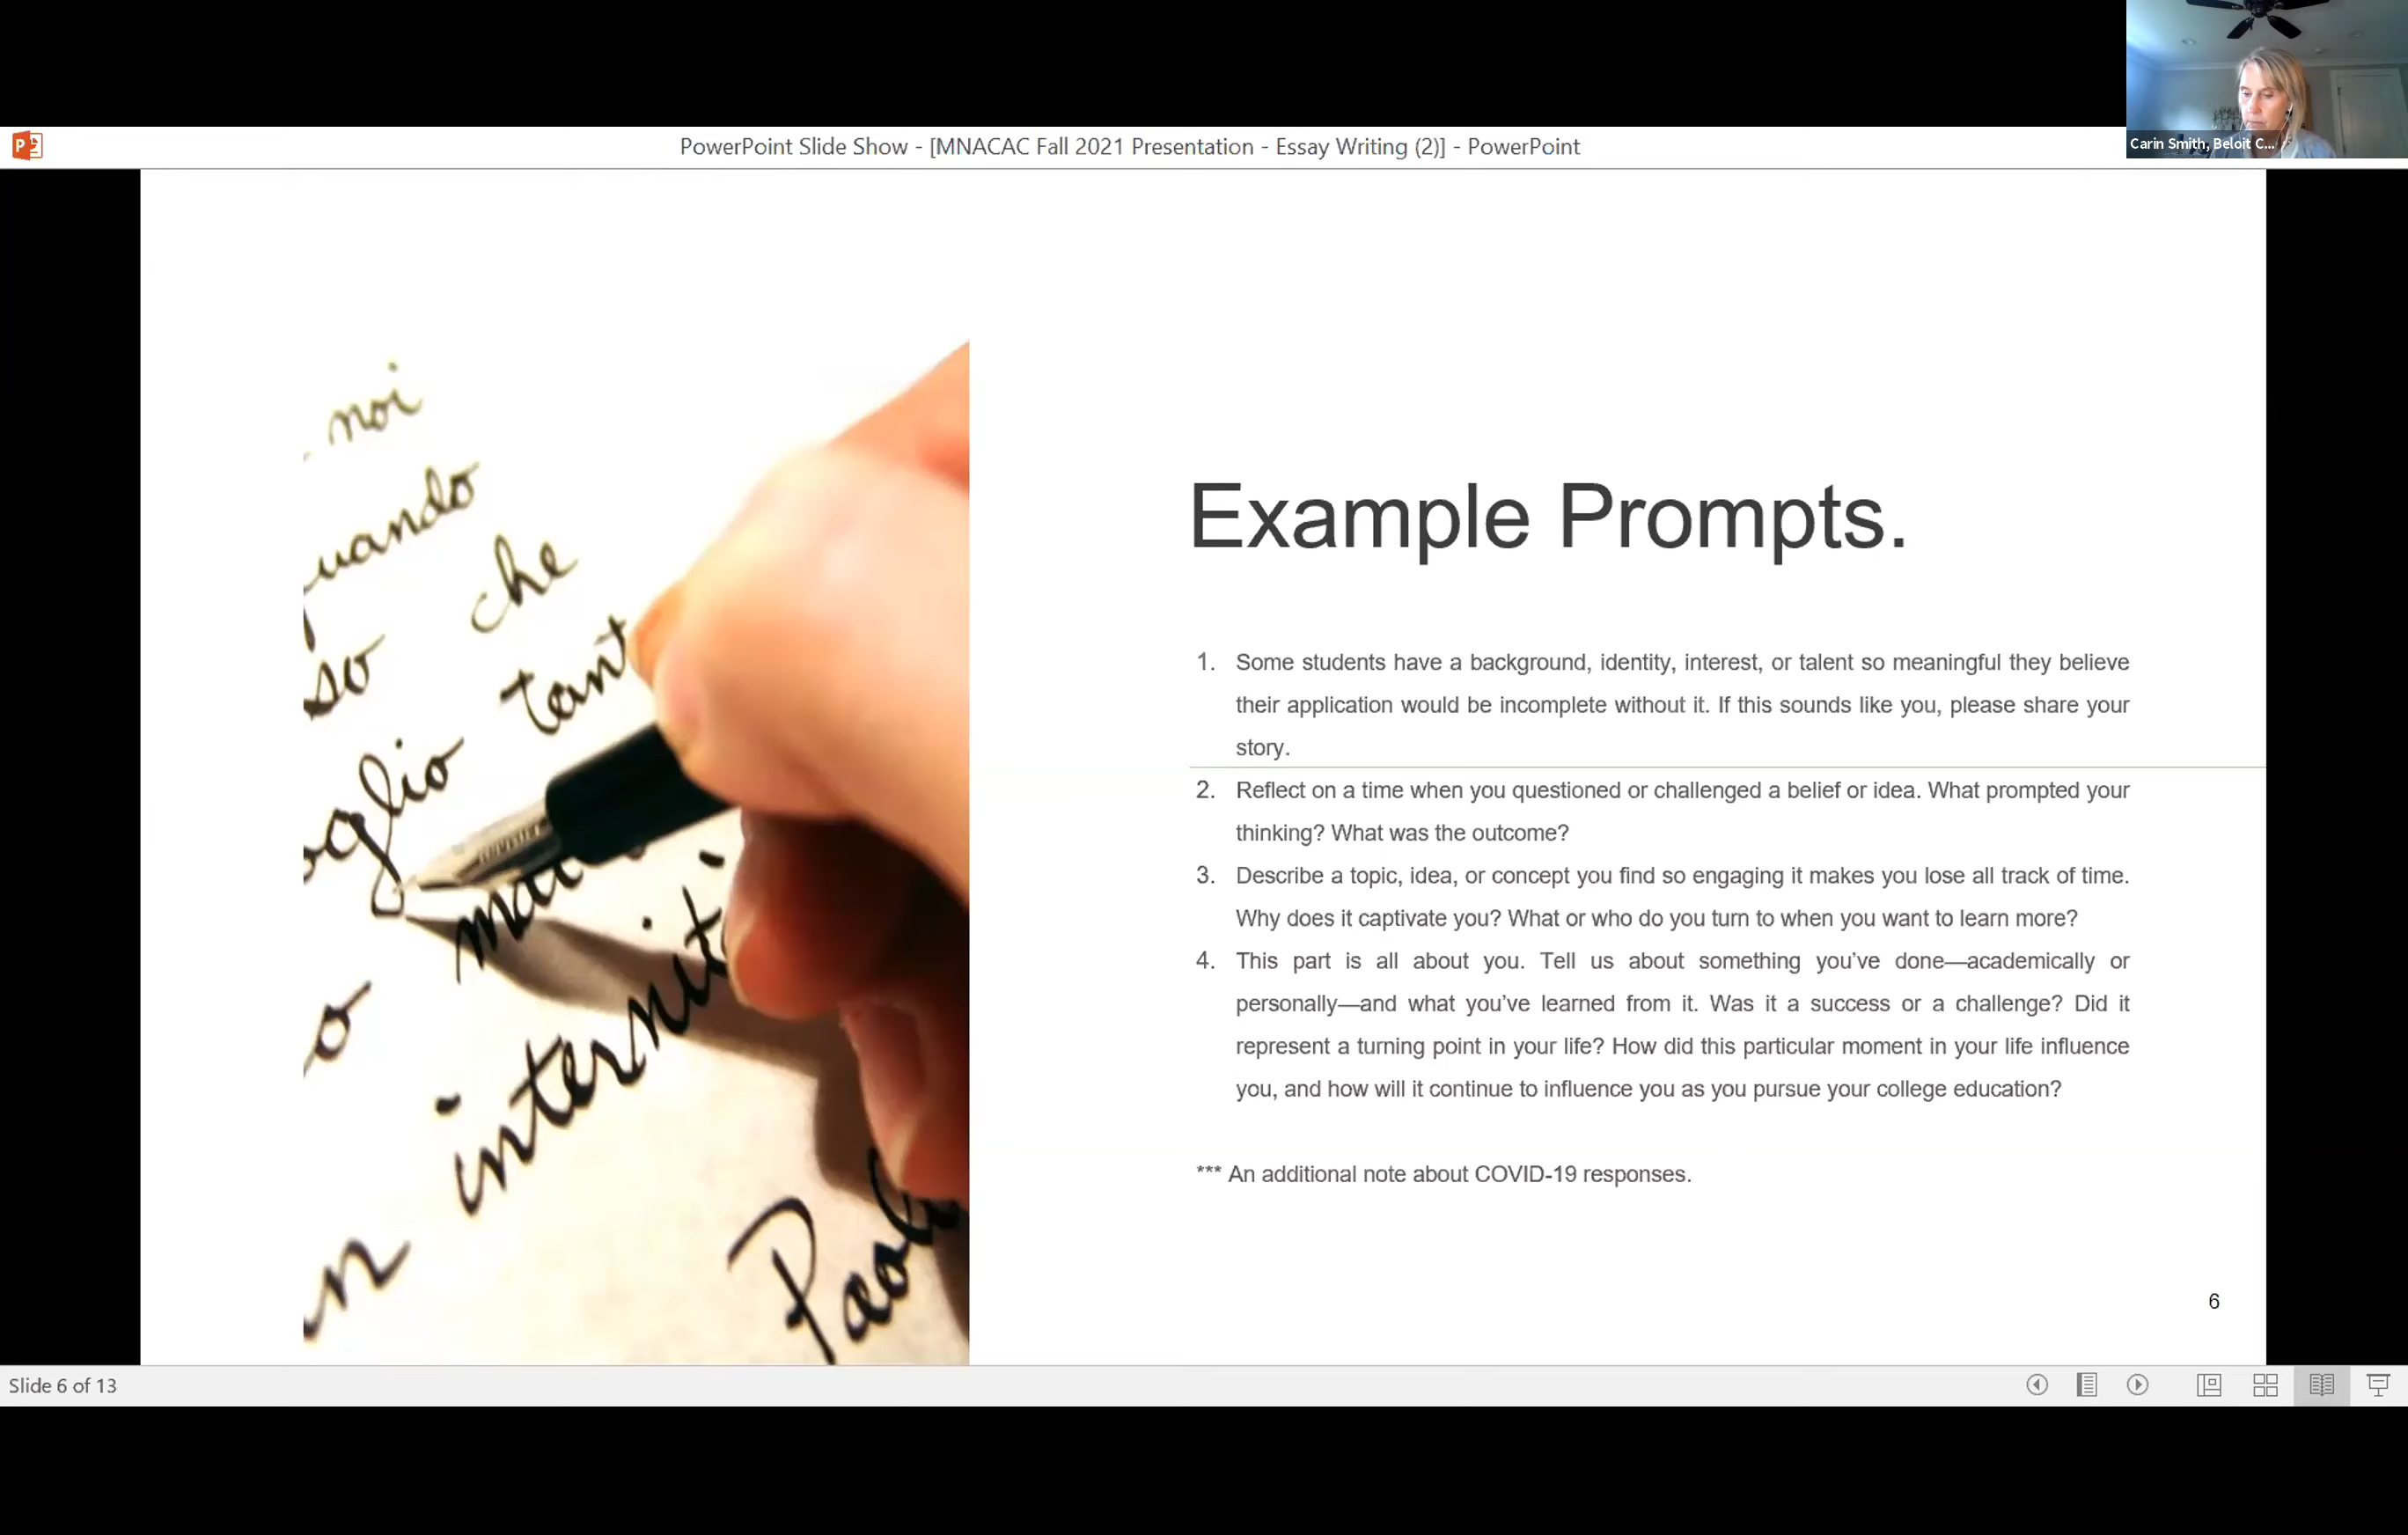 Carin Smith, Beloit C...
PowerPoint Slide Show - [MNACAC Fall 2021 Presentation - Essay Writing (2)] - PowerPoint
noi
so che
tant
o
interniti
Example Prompts.
1. Some students have a background, identity, interest, or talent so meaningful they believe
their application would be incomplete without it. If this sounds like you, please share your
story.
2. Reflect on a time when you questioned or challenged a belief or idea. What prompted your
thinking? What was the outcome?
3. Describe a topic, idea, or concept you find so engaging it makes you lose all track of time.
Why does it captivate you? What or who do you turn to when you want to learn more?
4. This part is all about you. Tell us about something you've done—academically or
personally—and what you've learned from it. Was it a success or a challenge? Did it
represent a turning point in your life? How did this particular moment in your life influence
you, and how will it continue to influence you as you pursue your college education?
*** An additional note about COVID-19 responses.
6
Slide 6 of 13